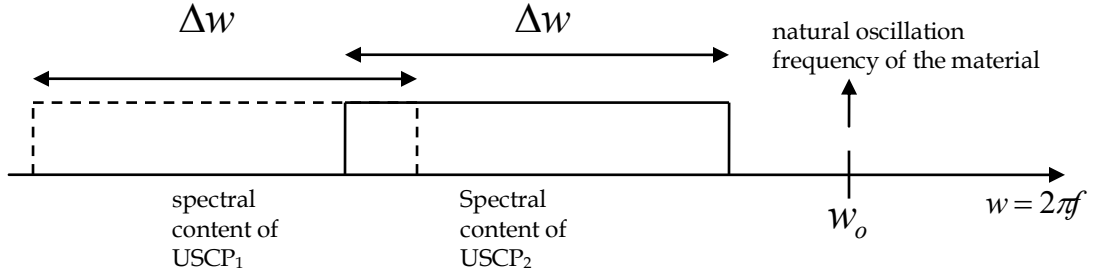 Δw
Δw
natural oscillation
frequency of the material
spectral
content of
USCP₁
Spectral
content of
USCP₂
wₒ
w = 2πf